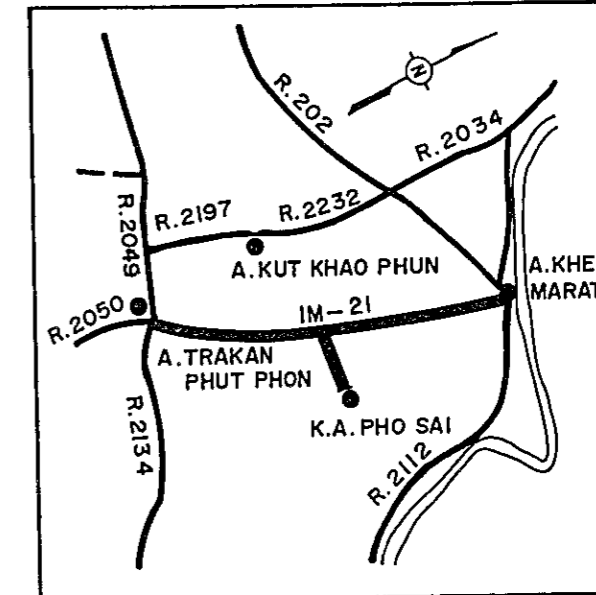 N
R.202
R.2034
R.2197
R.2232
R.2049
A.KUT KHAO PHUN
A.KHE
MARAT
R.2050
IM-21
A.TRAKAN
PHUT PHON
K.A. PHO SAI
R.2134
R.2112